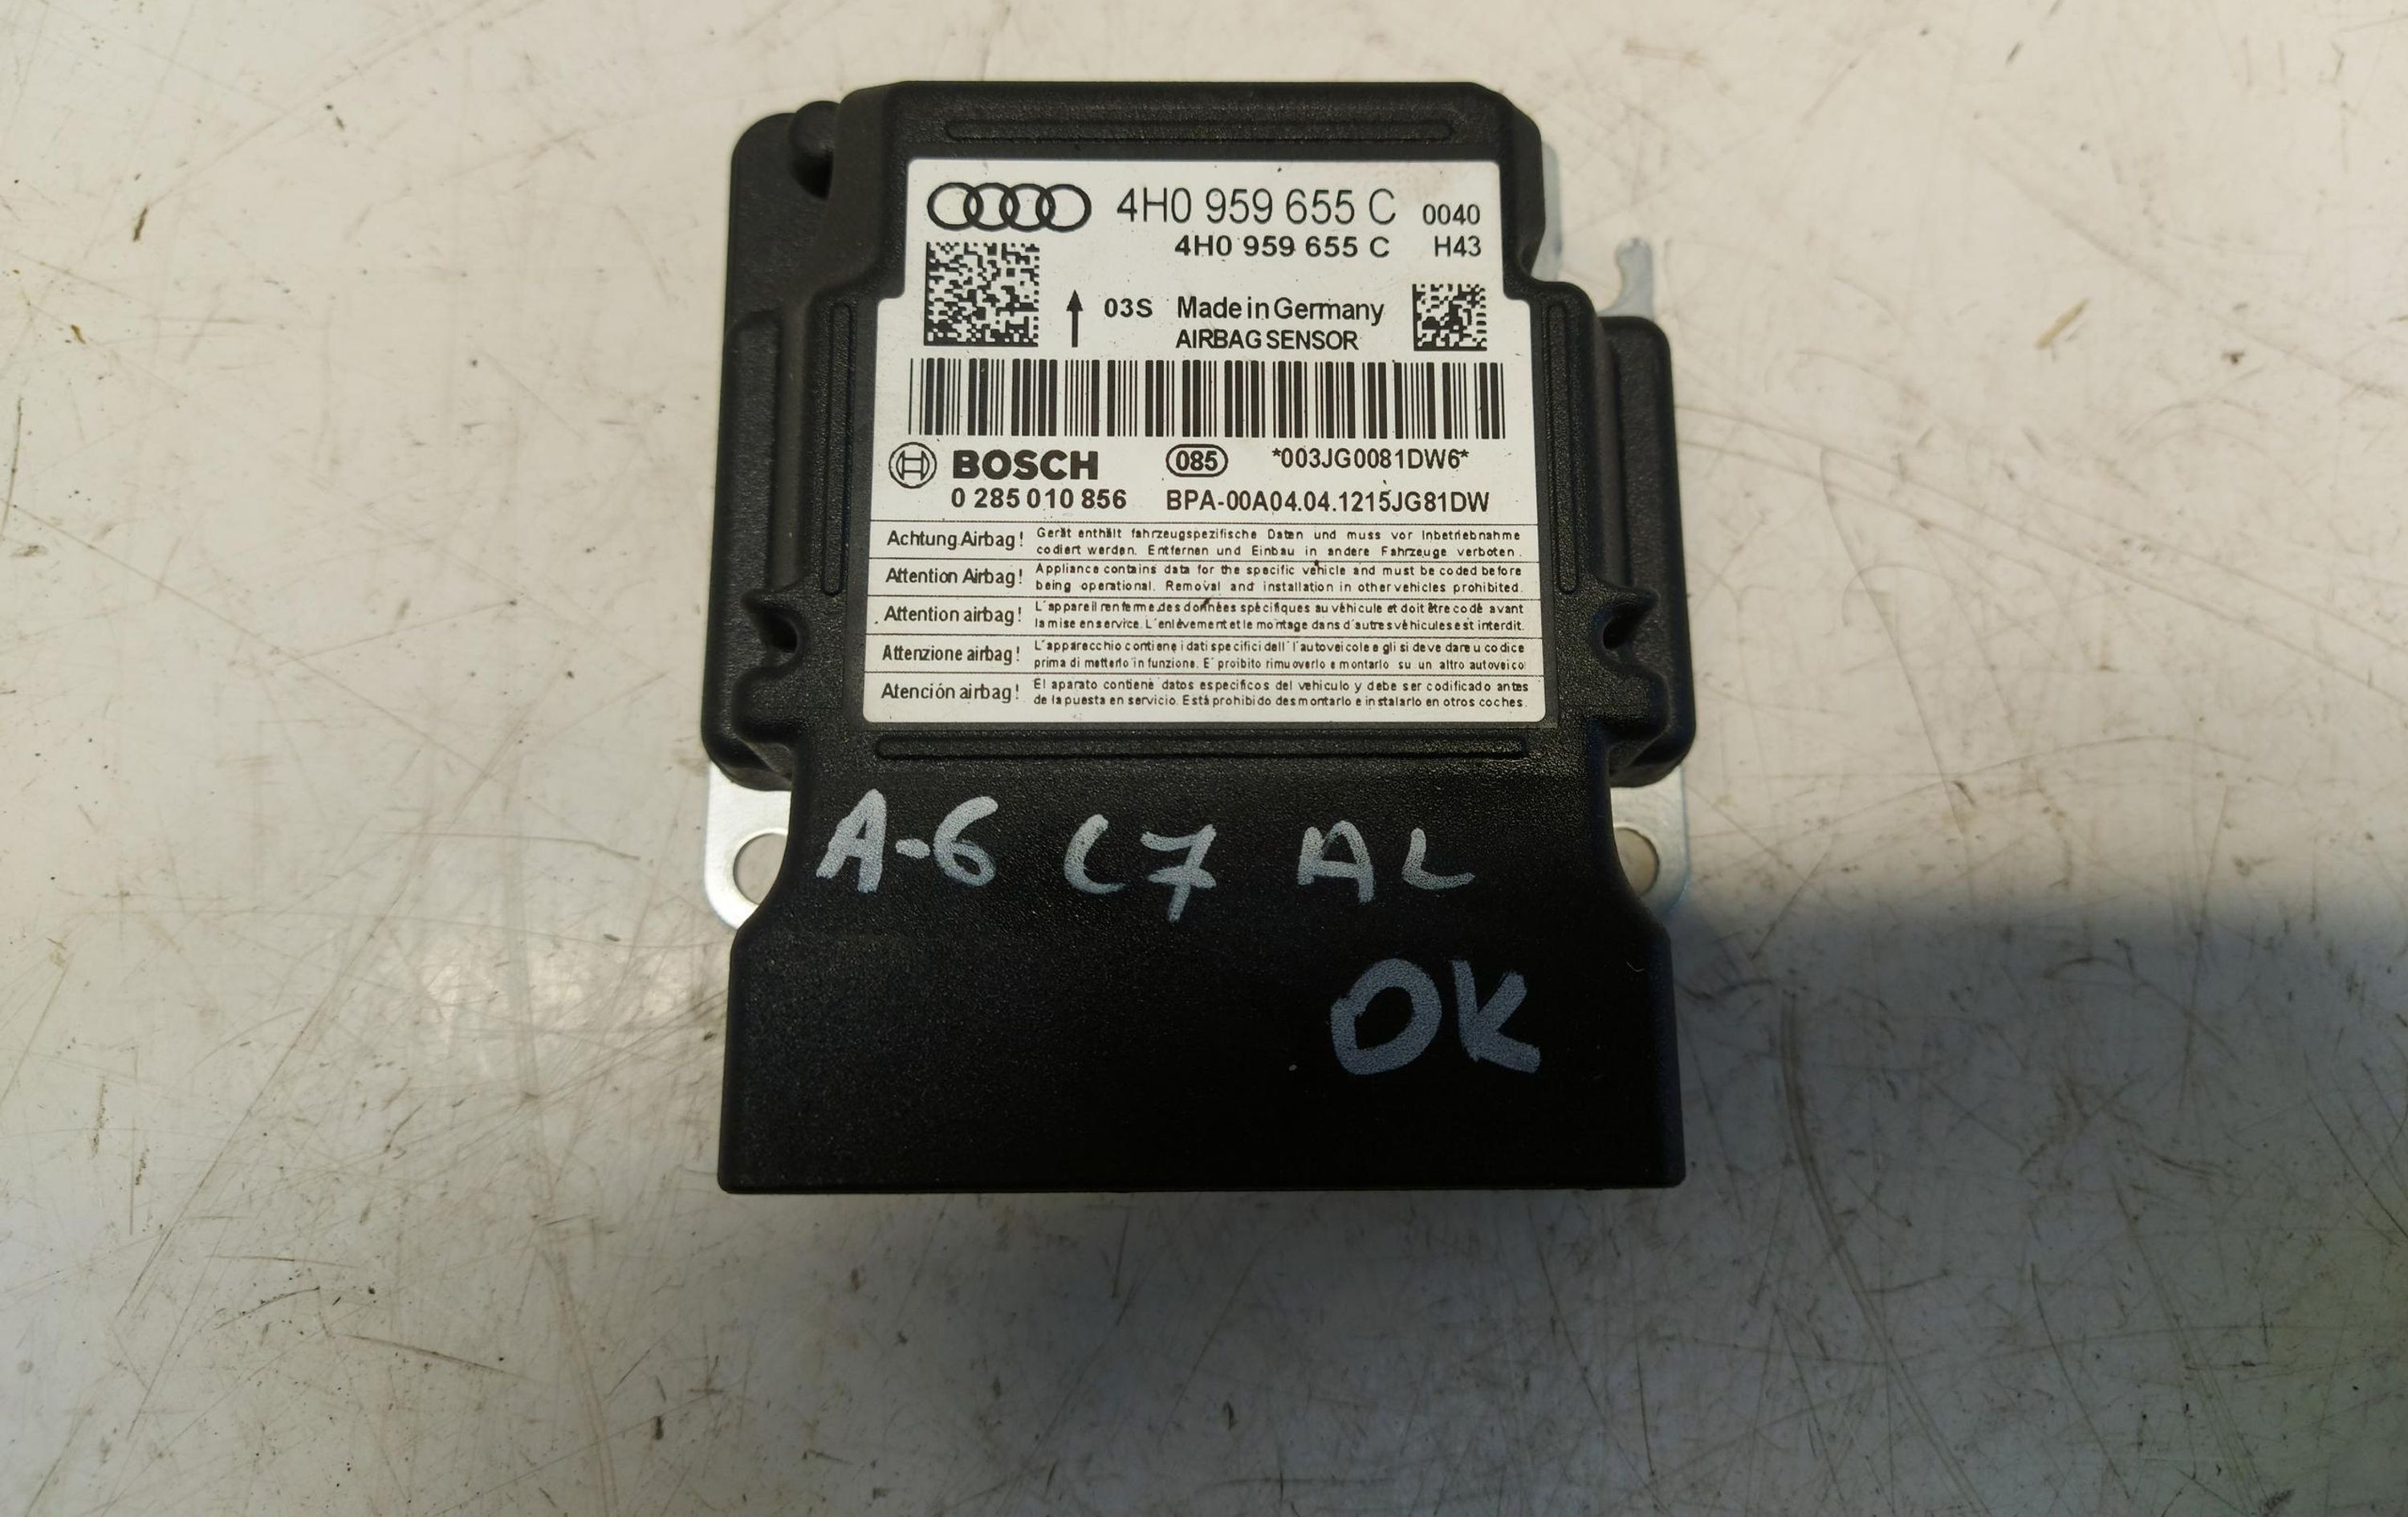 4H0 959 655 C 0040
4H0 959 655 C H43
03S Made in Germany
AIRBAG SENSOR
BOSCH 085 *003JG0081DW6*
0 285 010 856 BPA-00A04.04.1215JG81DW
Achtung Airbag! Gerät enthält fahrzeugspezifische Daten und muss vor Inbetriebnahme
codiert werden. Entfernen und Einbau in andere Fahrzeuge verboten.
Attention Airbag! Appliance contains data for the specific vehicle and must be coded before
being operational. Removal and installation in other vehicles prohibited.
Attention airbag! L'appareil renferme des données spécifiques au véhicule et doit être codé avant
la mise en service. L'enlèvement et le montage dans d'autres véhicules est interdit.
Attenzione airbag! L'apparecchio contiene i dati specifici dell'l'autoveicolo e gli si deve dare u codice
prima di metterlo in funzione. E' proibito rimuoverlo e montarlo su un altro autoveicol
Atención airbag! El aparato contiene datos especificos del vehiculo y debe ser codificado antes
de la puesta en servicio. Está prohibido desmontarlo e instalarlo en otros coches.
A-6 C7 AL
OK